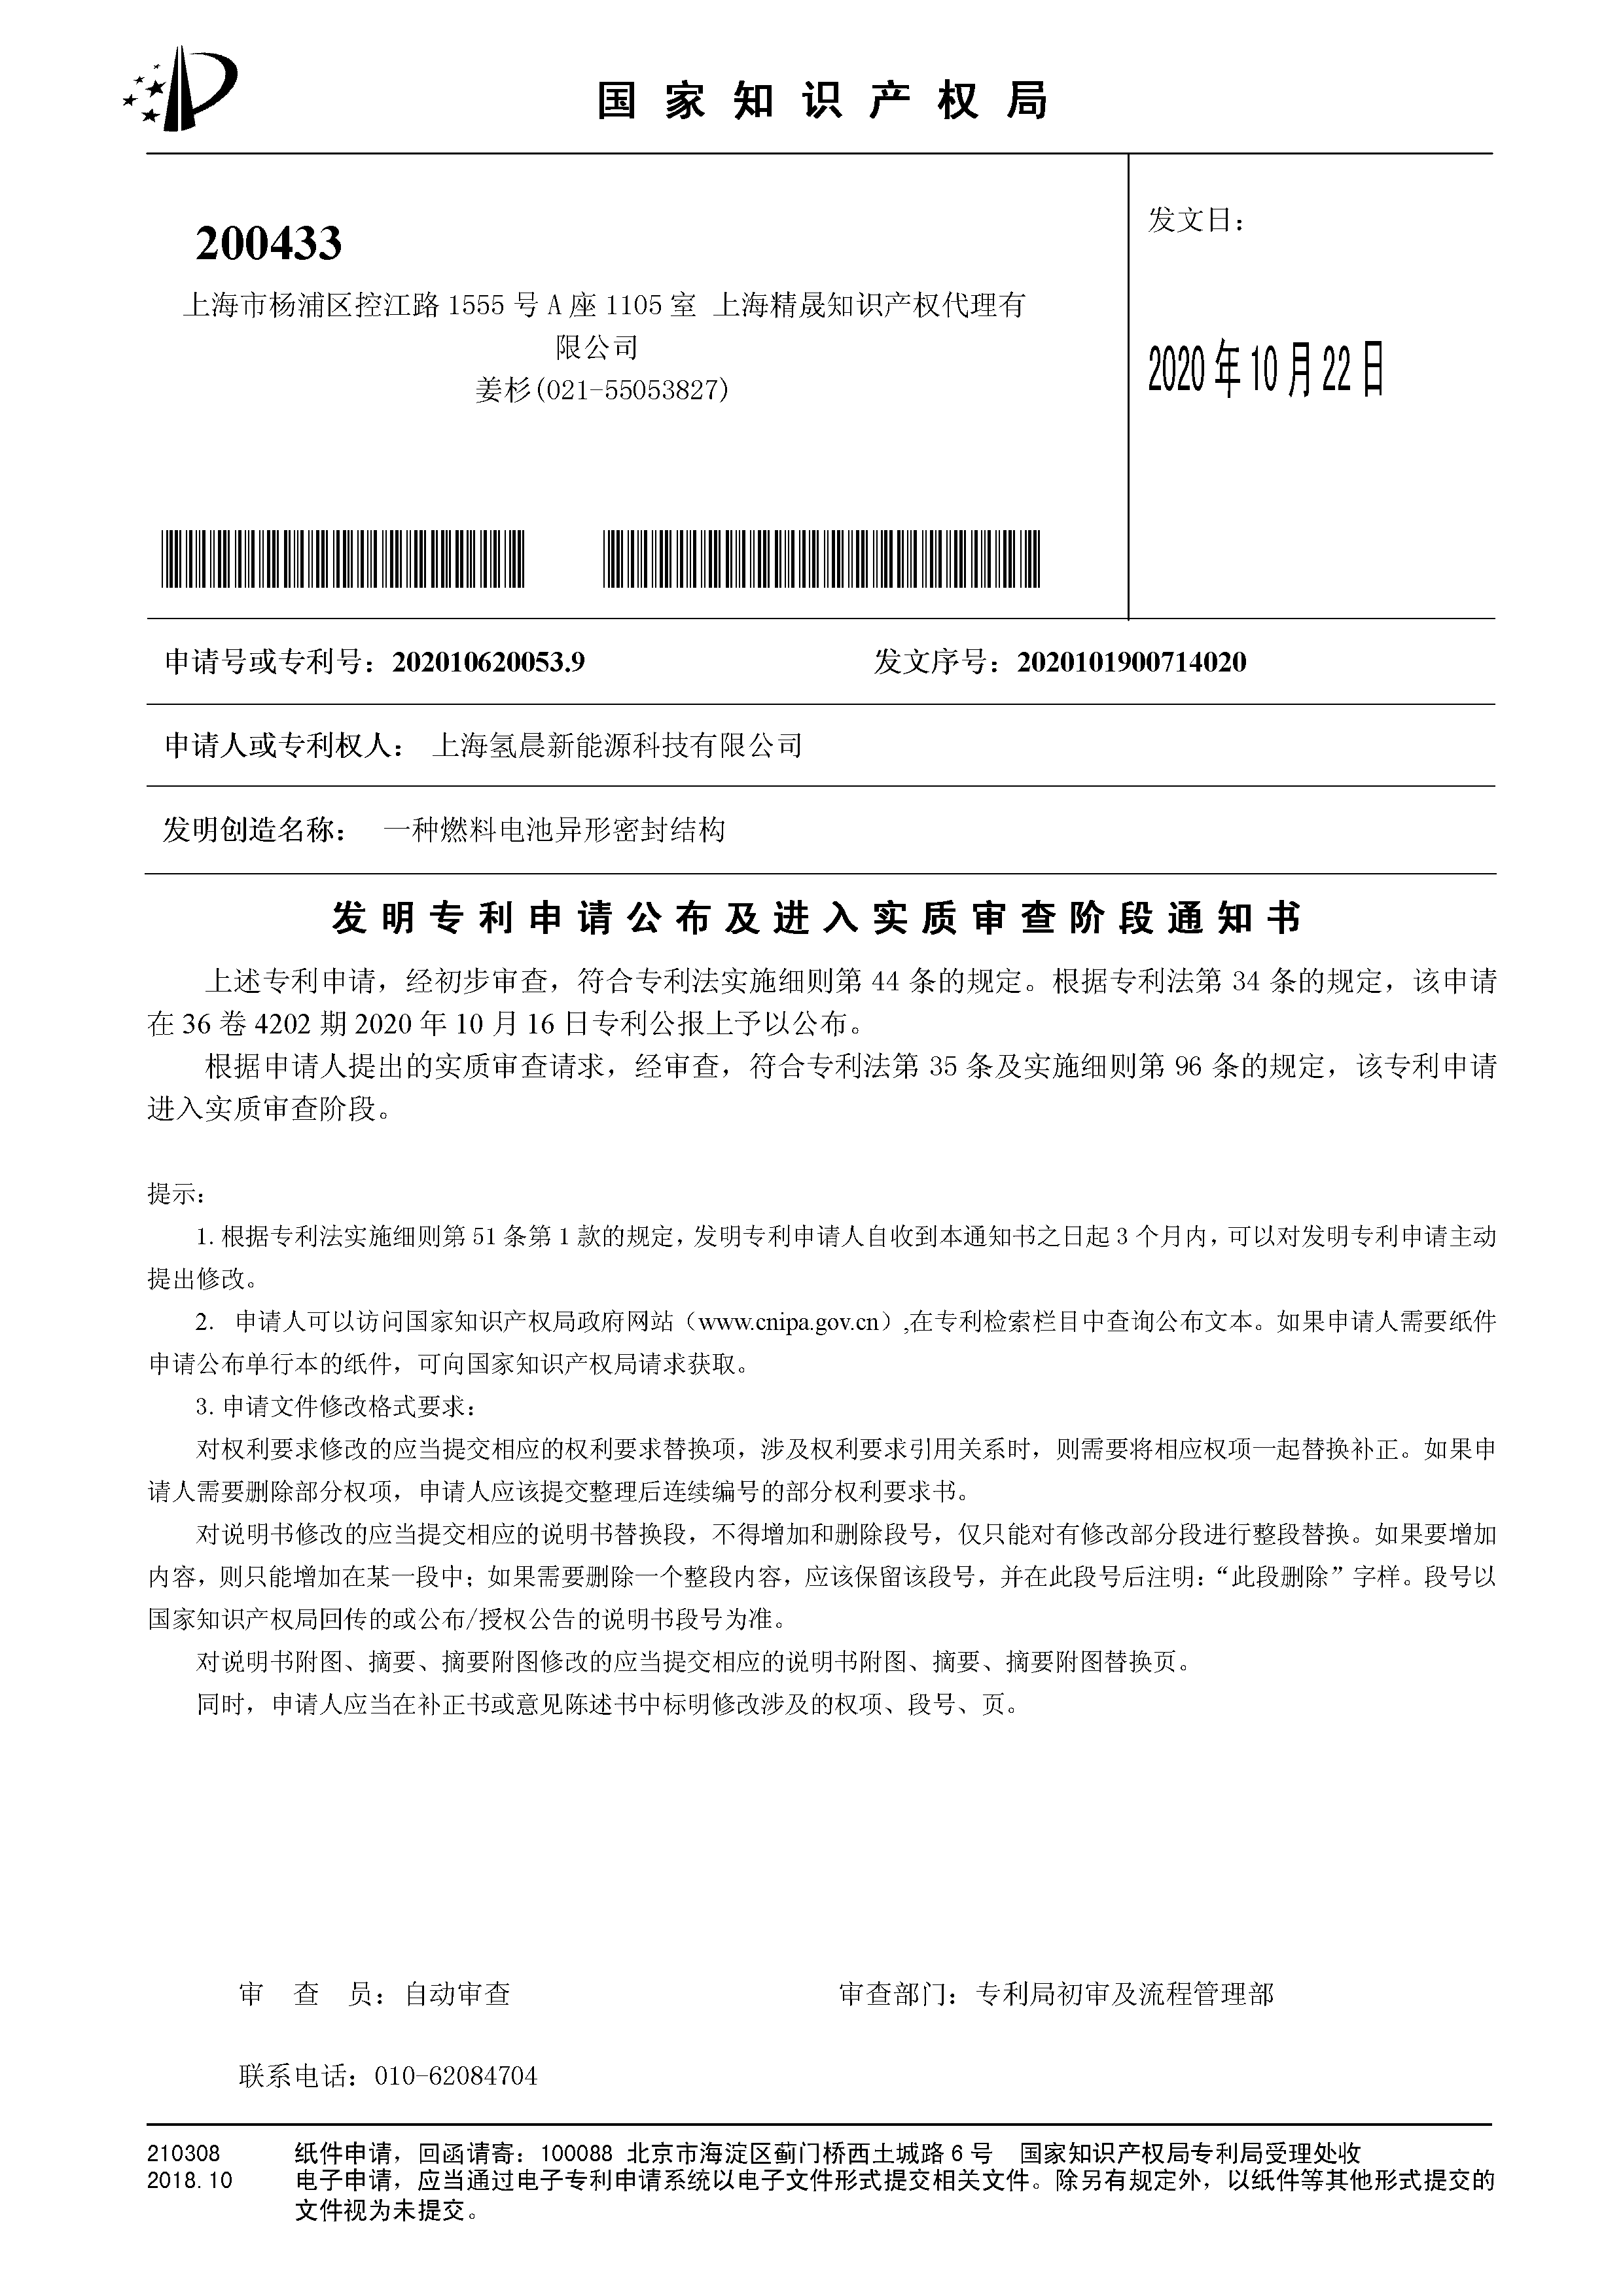 国家知识产权局
200433
上海市杨浦区控江路 1555 号 A 座 1105 室 上海精晟知识产权代理有
限公司
姜杉(021-55053827)
发文日：
2020 年 10 月 22 日
申请号或专利号：202010620053.9
发文序号：2020101900714020
申请人或专利权人： 上海氢晨新能源科技有限公司
发明创造名称： 一种燃料电池异形密封结构
发明专利申请公布及进入实质审查阶段通知书
上述专利申请，经初步审查，符合专利法实施细则第 44 条的规定。根据专利法第 34 条的规定，该申请
在 36 卷 4202 期 2020 年 10 月 16 日专利公报上予以公布。
根据申请人提出的实质审查请求，经审查，符合专利法第 35 条及实施细则第 96 条的规定，该专利申请
进入实质审查阶段。
提示：
1. 根据专利法实施细则第 51 条第 1 款的规定，发明专利申请人自收到本通知书之日起 3 个月内，可以对发明专利申请主动
提出修改。
2. 申请人可以访问国家知识产权局政府网站（www.cnipa.gov.cn）,在专利检索栏目中查询公布文本。如果申请人需要纸件
申请公布单行本的纸件，可向国家知识产权局请求获取。
3. 申请文件修改格式要求：
对权利要求修改的应当提交相应的权利要求替换项，涉及权利要求引用关系时，则需要将相应权项一起替换补正。如果申
请人需要删除部分权项，申请人应该提交整理后连续编号的部分权利要求书。
对说明书修改的应当提交相应的说明书替换段，不得增加和删除段号，仅只能对有修改部分段进行整段替换。如果要增加
内容，则只能增加在某一段中；如果需要删除一个整段内容，应该保留该段号，并在此段号后注明：“此段删除”字样。段号以
国家知识产权局回传的或公布/授权公告的说明书段号为准。
对说明书附图、摘要、摘要附图修改的应当提交相应的说明书附图、摘要、摘要附图替换页。
同时，申请人应当在补正书或意见陈述书中标明修改涉及的权项、段号、页。
审 查 员：自动审查
审查部门：专利局初审及流程管理部
联系电话：010-62084704
210308 纸件申请，回函请寄：100088 北京市海淀区蓟门桥西土城路 6 号 国家知识产权局专利局受理处收
2018.10 电子申请，应当通过电子专利申请系统以电子文件形式提交相关文件。除另有规定外，以纸件等其他形式提交的
文件视为未提交。